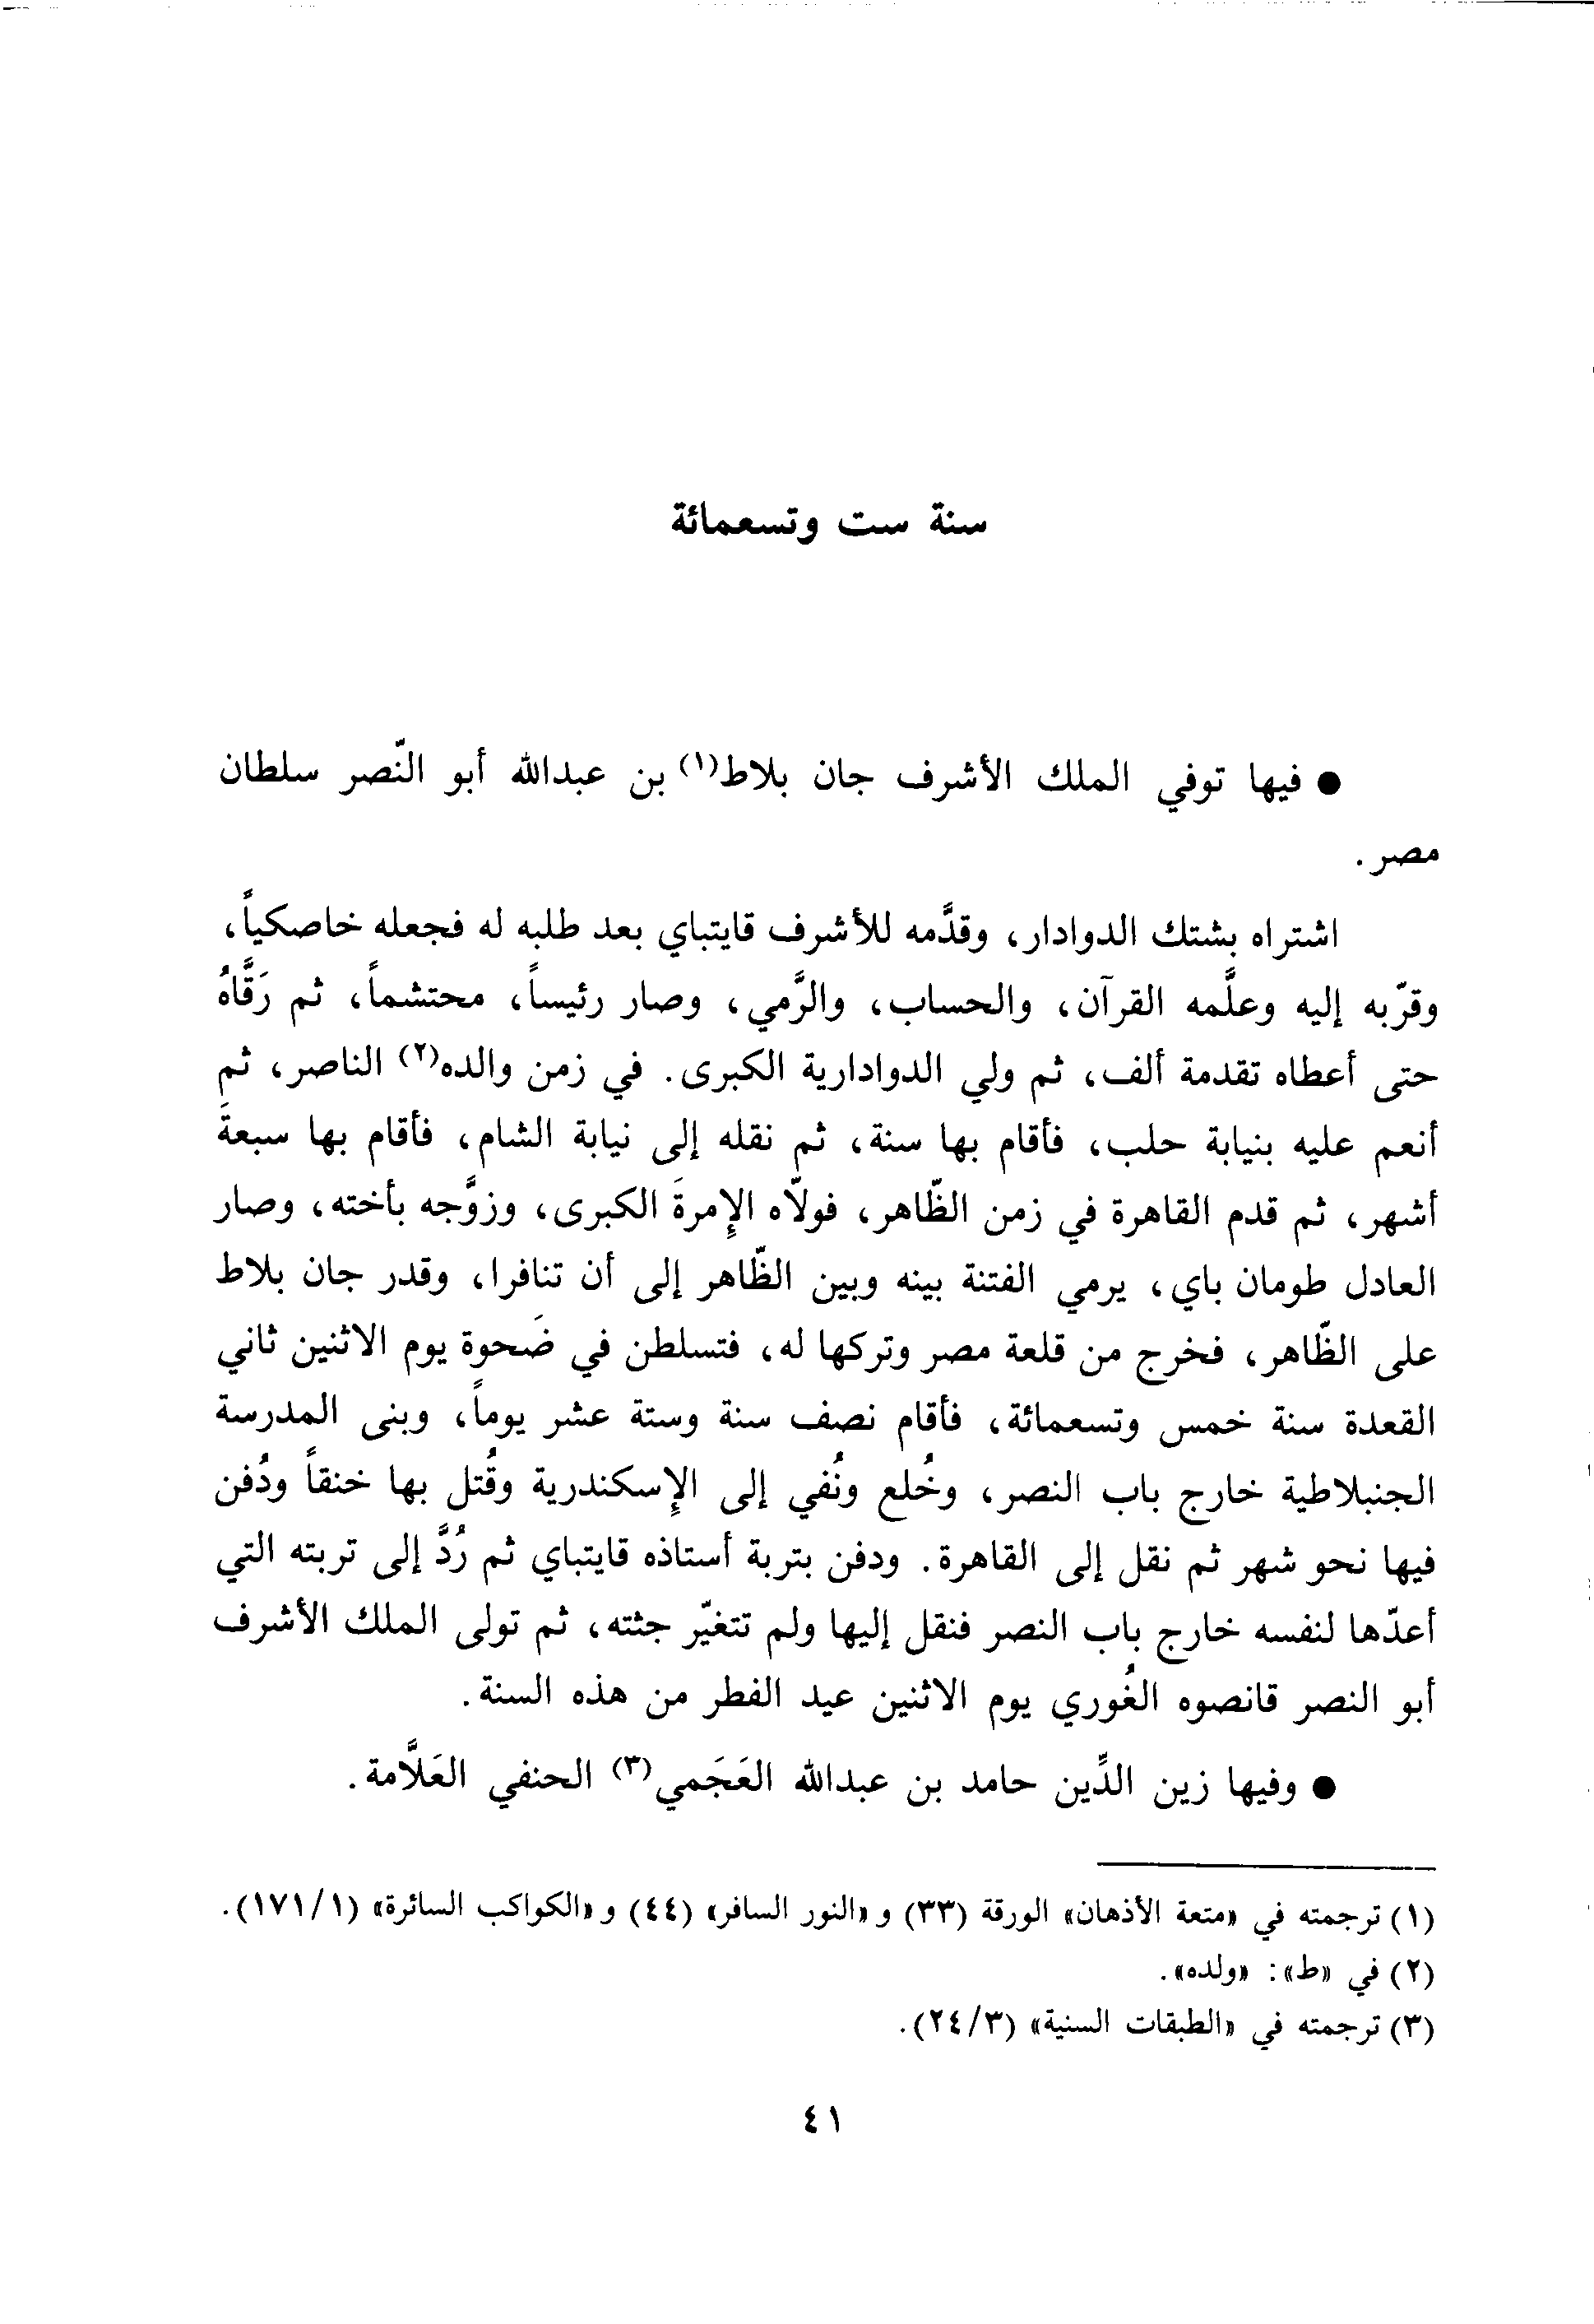 سنة ست وتسعمائة
● فيها توفي الملك الأشرف جان بلاط(١) بن عبدالله أبو النّصر سلطان
مصر.
اشتراه بشتك الدوادار، وقدَّمه للأشرف قايتباي بعد طلبه له فجعله خاصكياً،
وقرّبه إليه وعلَّمه القرآن، والحساب، والرَّمي، وصار رئيساً، محتشماً، ثم رَقَّاهُ
حتى أعطاه تقدمة ألف، ثم ولي الدوادارية الكبرى. في زمن والده(٢) الناصر، ثم
أنعم عليه بنيابة حلب، فأقام بها سنة، ثم نقله إلى نيابة الشام، فأقام بها سبعةَ
أشهر، ثم قدم القاهرة في زمن الظّاهر، فولاّه الإِمرةَ الكبرى، وزوَّجه بأخته، وصار
العادل طومان باي، يرمي الفتنة بينه وبين الظّاهر إلى أن تنافرا، وقدر جان بلاط
على الظّاهر، فخرج من قلعة مصر وتركها له، فتسلطن في ضَحوة يوم الاثنين ثاني
القعدة سنة خمس وتسعمائة، فأقام نصف سنة وستة عشر يوماً، وبنى المدرسة
الجنبلاطية خارج باب النصر، وخُلع ونُفي إلى الإِسكندرية وقُتل بها خنقاً ودُفن
فيها نحو شهر ثم نقل إلى القاهرة. ودفن بتربة أستاذه قايتباي ثم رُدَّ إلى تربته التي
أعدّها لنفسه خارج باب النصر فنقل إليها ولم تتغيّر جثته، ثم تولى الملك الأشرف
أبو النصر قانصوه الغُوري يوم الاثنين عيد الفطر من هذه السنة.
● وفيها زين الدِّين حامد بن عبدالله العَجَمي(٣) الحنفي العَلاَّمة.
(١) ترجمته في «متعة الأذهان» الورقة (٣٣) و «النور السافر» (٤٤) و «الكواكب السائرة» (١/ ١٧١).
(٢) في «ط»: «ولده».
(٣) ترجمته في «الطبقات السنية» (٣/ ٢٤).
٤١